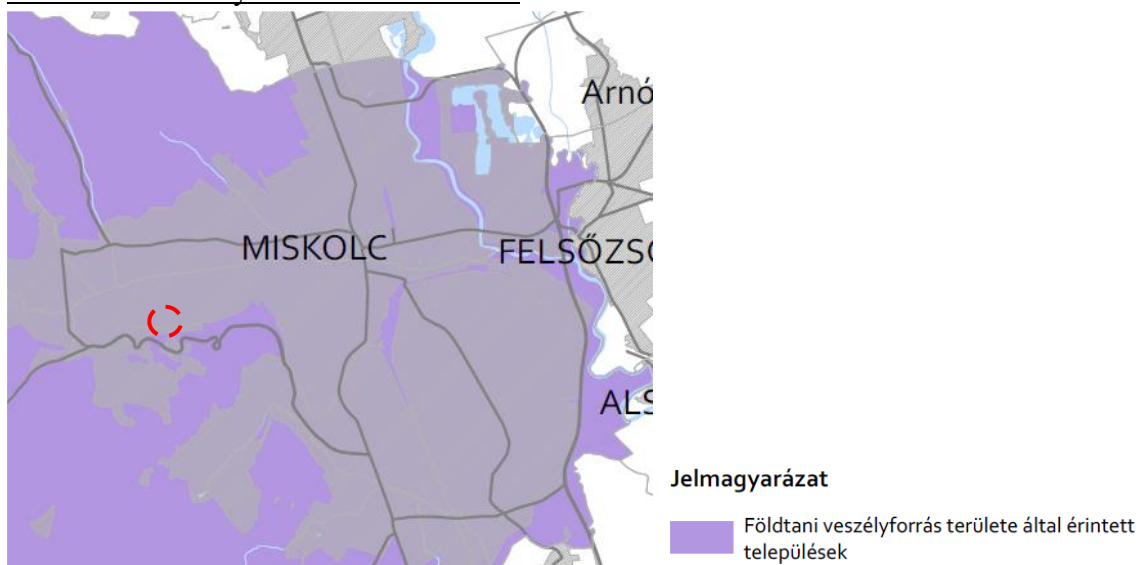 Arnó
MISKOLC
FELSŐZSO
ALS
Jelmagyarázat
Földtani veszélyforrás területe által érintett
települések